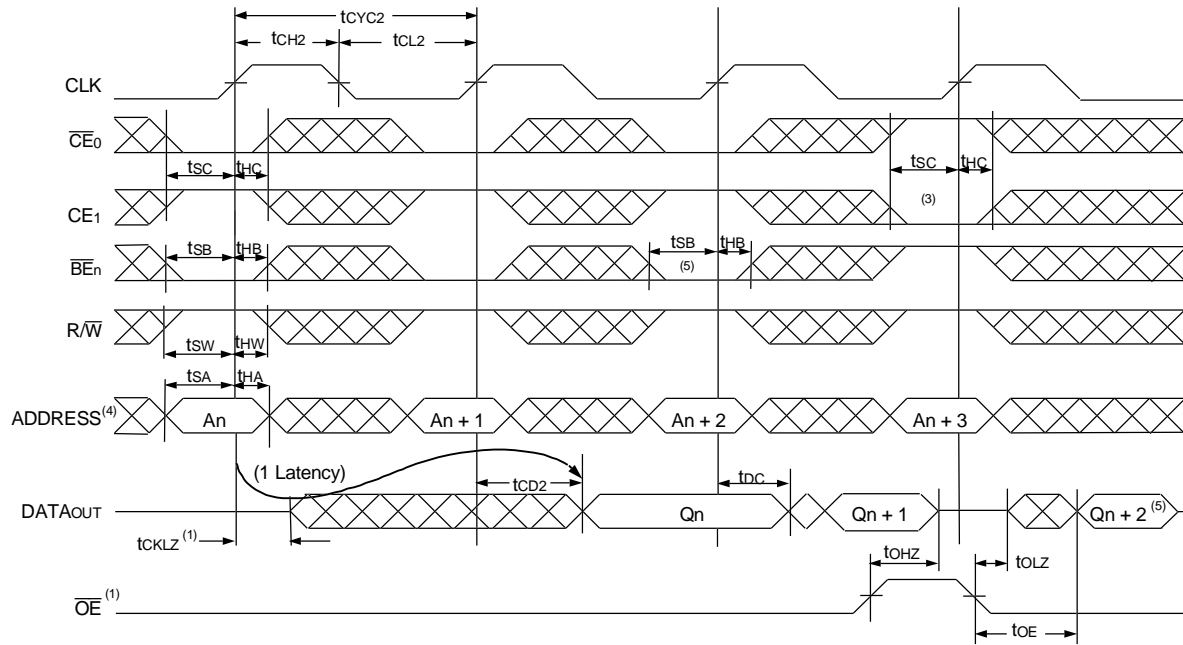 tCYC2
tCH2 tCL2
CLK
CE0
tSC tHC tSC tHC
CE1 (3)
tSB tHB tSB tHB
BEn (5)
R/W
tSW tHW
tSA tHA
ADDRESS(4) An An + 1 An + 2 An + 3
(1 Latency) tCD2 tDC
DATAOUT Qn Qn + 1 Qn + 2 (5)
tCKLZ (1) tOHZ tOLZ
OE (1)
tOE